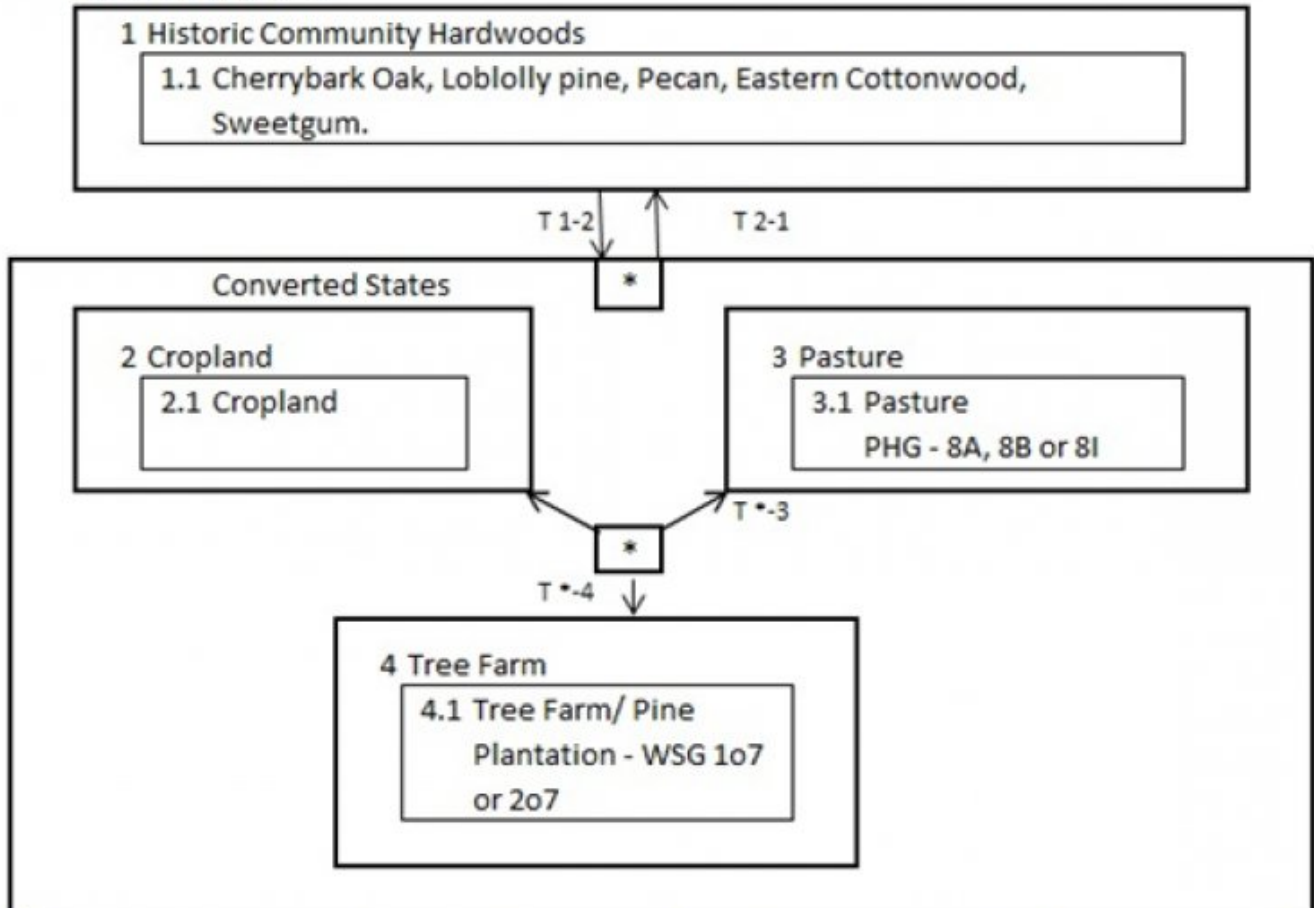 1 Historic Community Hardwoods
1.1 Cherrybark Oak, Loblolly pine, Pecan, Eastern Cottonwood,
Sweetgum.
T 1-2
T 2-1
*
Converted States
2 Cropland
2.1 Cropland
3 Pasture
3.1 Pasture
PHG - 8A, 8B or 8I
T *-3
*
T *-4
4 Tree Farm
4.1 Tree Farm/ Pine
Plantation - WSG 1o7
or 2o7